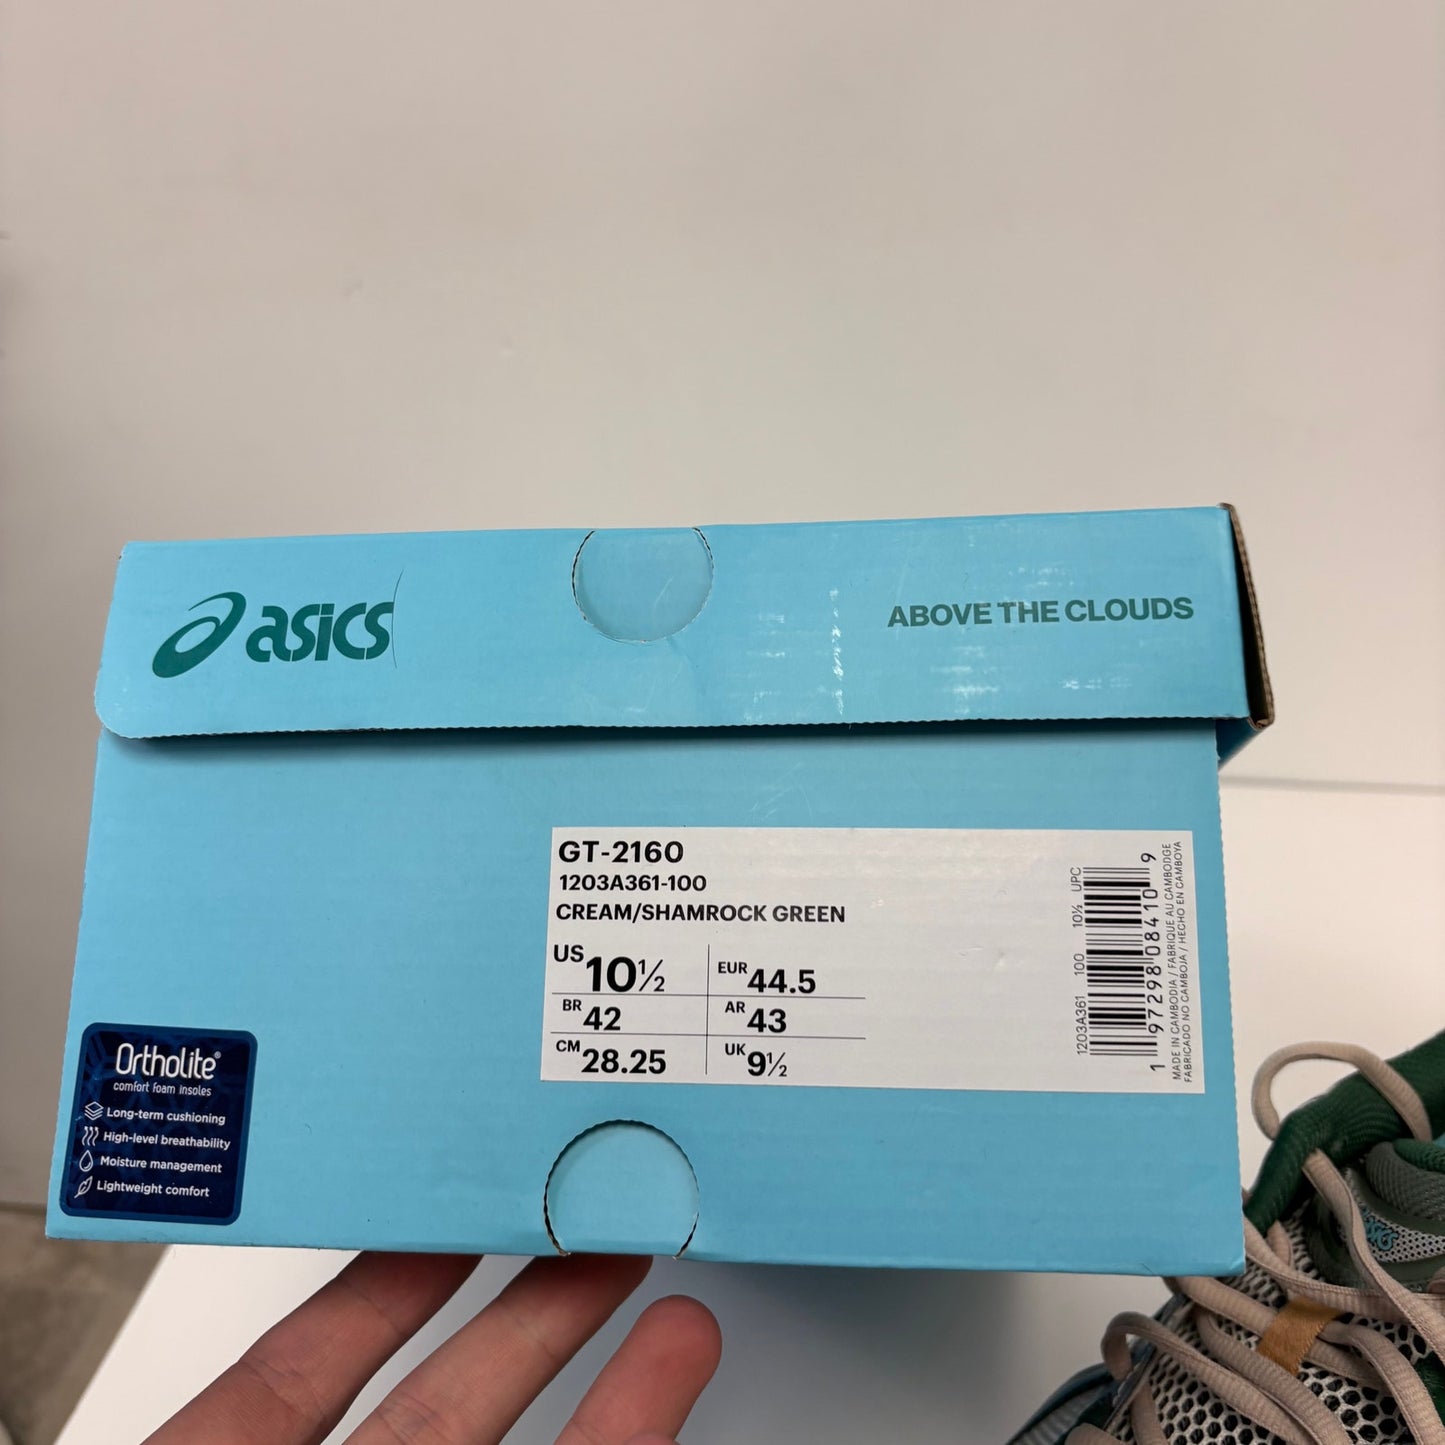 asics
ABOVE THE CLOUDS
GT-2160
1203A361-100
CREAM/SHAMROCK GREEN
US 10½
EUR 44.5
BR 42
AR 43
CM 28.25
UK 9½
1203A361 100 10½ UPC
1 97298 08410 9
MADE IN CAMBODIA / FABRIQUE AU CAMBODGE
FABRICADO NO CAMBOJA / HECHO EN CAMBOYA
Ortholite®
comfort foam insoles
Long-term cushioning
High-level breathability
Moisture management
Lightweight comfort